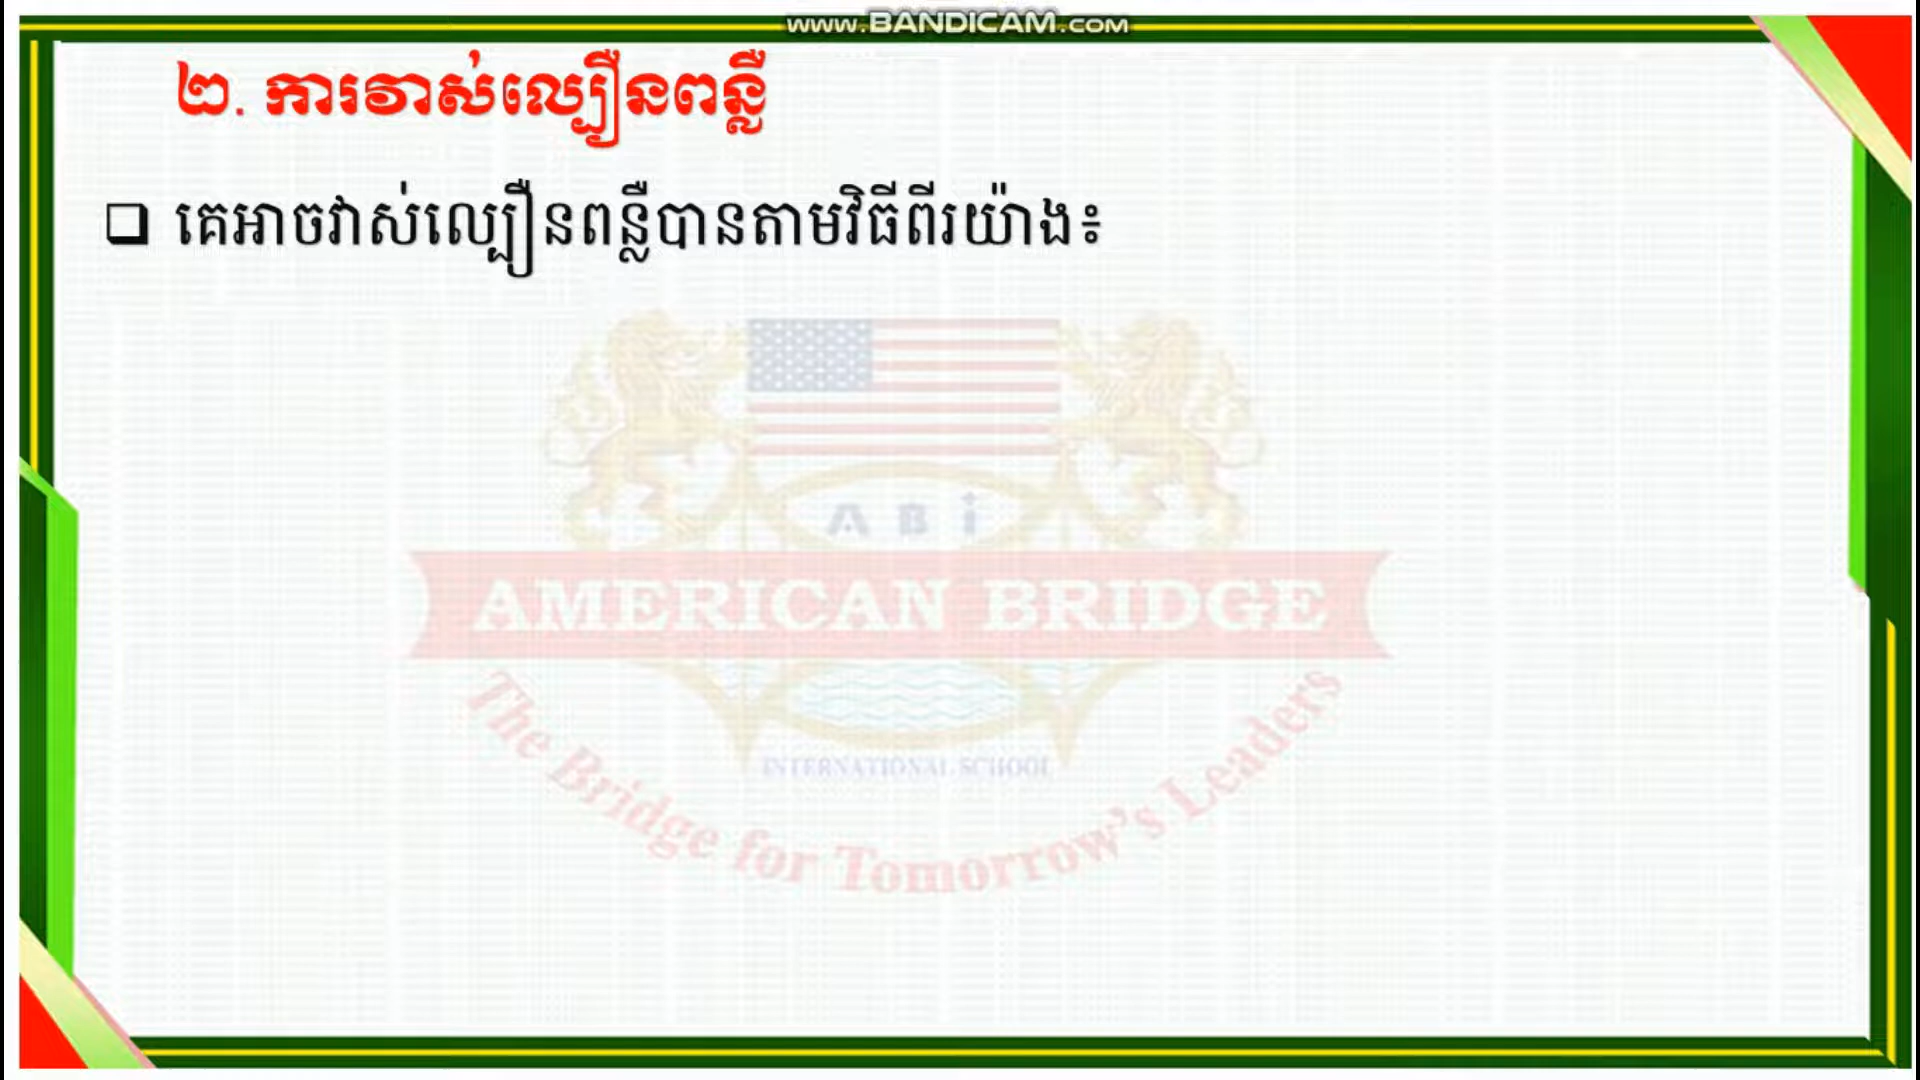 www.BANDICAM.com
២. ការវាស់ល្បឿនពន្លឺ
❑ គេអាចវាស់ល្បឿនពន្លឺបានតាមវិធីពីរយ៉ាង៖
A B i
AMERICAN BRIDGE
INTERNATIONAL SCHOOL
The Bridge for Tomorrow's Leaders